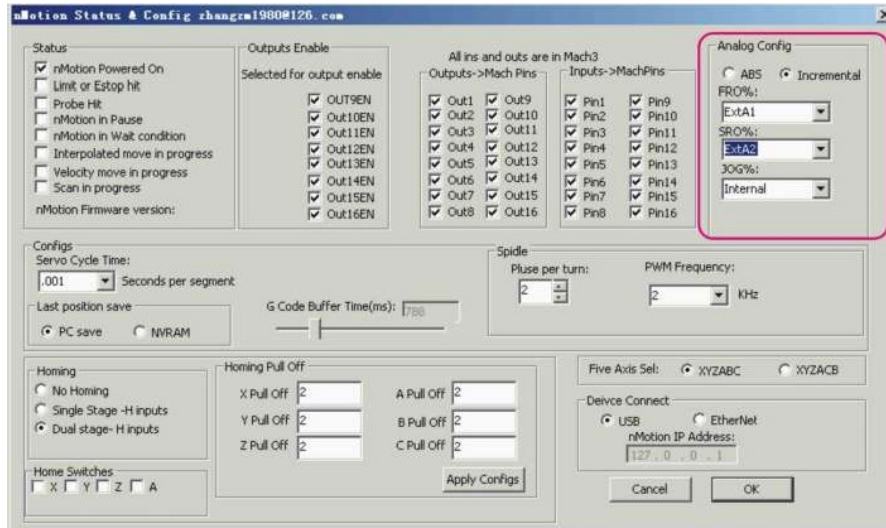 nMotion Status & Config zhangzm1980@126.com
Status
nMotion Powered On
Limit or Estop hit
Probe Hit
nMotion in Pause
nMotion in Wait condition
Interpolated move in progress
Velocity move in progress
Scan in progress
nMotion Firmware version:
Outputs Enable
Selected for output enable
OUT9EN
Out10EN
Out11EN
Out12EN
Out13EN
Out14EN
Out15EN
Out16EN
All ins and outs are in Mach3
Outputs->Mach Pins
Out1 Out9
Out2 Out10
Out3 Out11
Out4 Out12
Out5 Out13
Out6 Out14
Out7 Out15
Out8 Out16
Inputs->MachPins
Pin1 Pin9
Pin2 Pin10
Pin3 Pin11
Pin4 Pin12
Pin5 Pin13
Pin6 Pin14
Pin7 Pin15
Pin8 Pin16
Analog Config
ABS Incremental
FRO%:
ExtA1
SRO%:
ExtA2
JOG%:
Internal
Configs
Servo Cycle Time:
.001 Seconds per segment
Last position save
PC save NVRAM
G Code Buffer Time(ms): 700
Spidle
Pluse per turn:
2
PWM Frequency:
2 KHz
Homing
No Homing
Single Stage -H inputs
Dual stage- H inputs
Home Switches
X Y Z A
Homing Pull Off
X Pull Off 2 A Pull Off 2
Y Pull Off 2 B Pull Off 2
Z Pull Off 2 C Pull Off 2
Apply Configs
Five Axis Sel: XYZABC XYZACB
Deivce Connect
USB EtherNet
nMotion IP Address:
127 . 0 . 0 . 1
Cancel OK